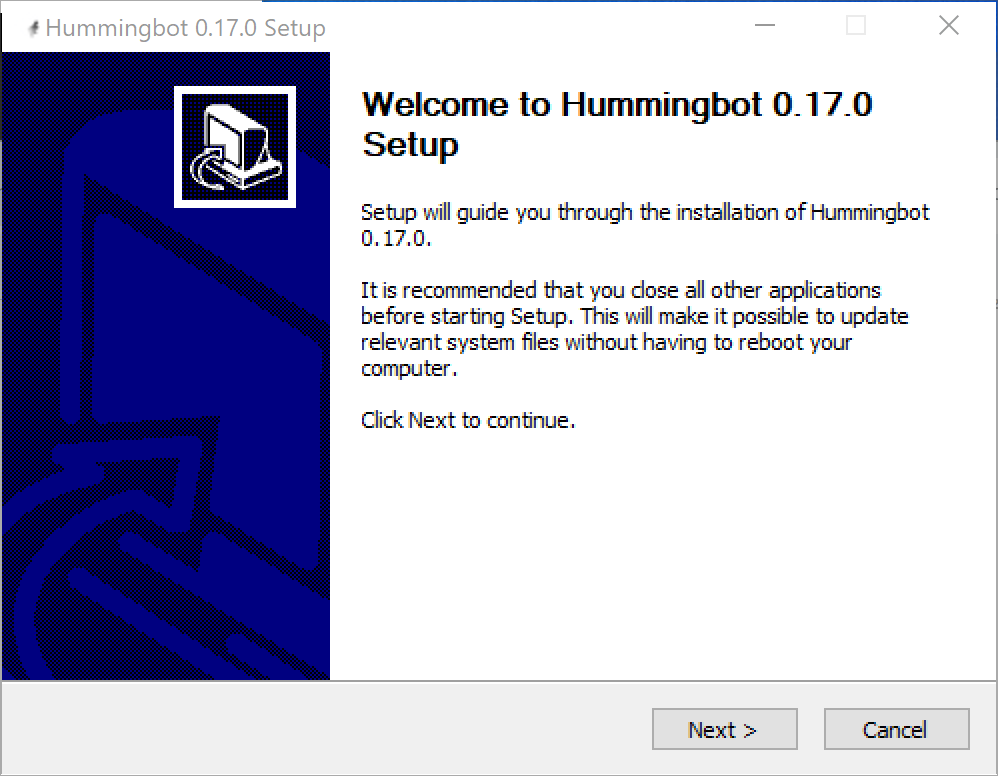 Hummingbot 0.17.0 Setup
Welcome to Hummingbot 0.17.0
Setup
Setup will guide you through the installation of Hummingbot
0.17.0.
It is recommended that you close all other applications
before starting Setup. This will make it possible to update
relevant system files without having to reboot your
computer.
Click Next to continue.
Next >
Cancel